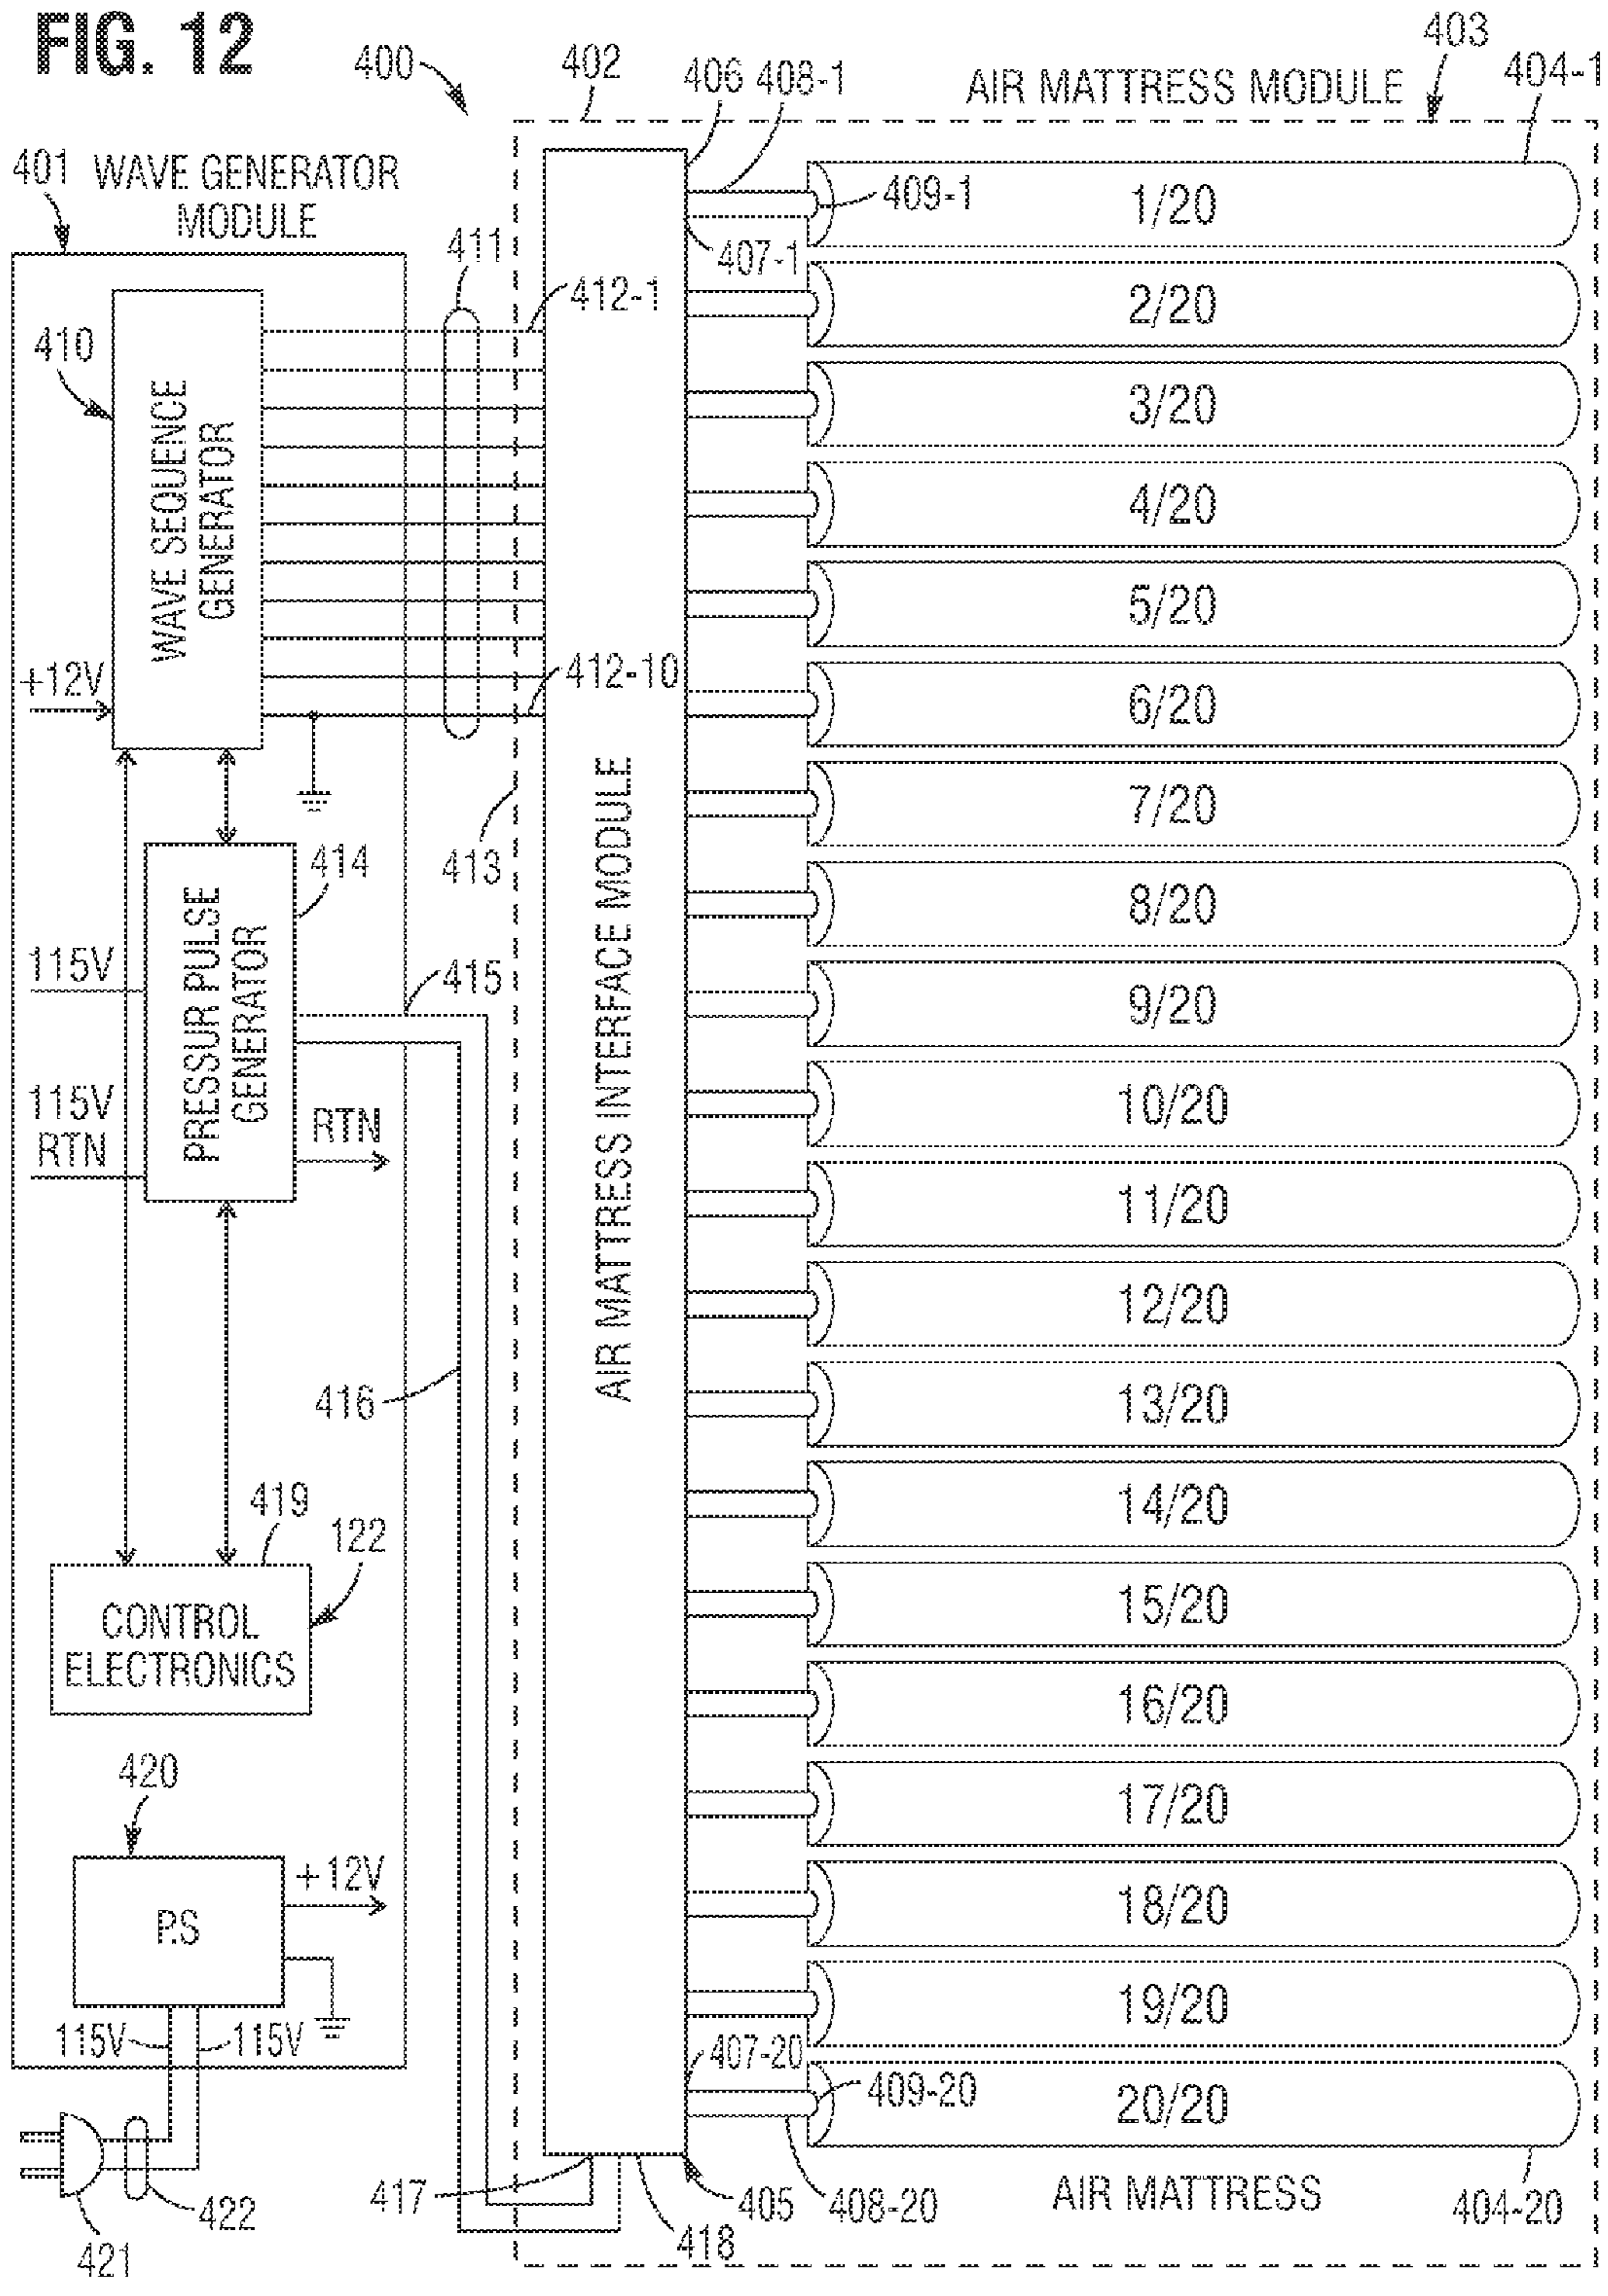 FIG. 12
400
402
403
406
408-1
404-1
AIR MATTRESS MODULE
401
WAVE GENERATOR
MODULE
409-1
1/20
411
407-1
412-1
2/20
410
WAVE SEQUENCE
GENERATOR
3/20
4/20
5/20
+12V
412-10
6/20
7/20
414
413
AIR MATTRESS INTERFACE MODULE
8/20
PRESSUR PULSE
GENERATOR
115V
415
9/20
115V
RTN
RTN
10/20
11/20
12/20
416
13/20
419
122
14/20
CONTROL
ELECTRONICS
15/20
16/20
420
17/20
+12V
P.S
18/20
19/20
115V
115V
407-20
409-20
20/20
417
405
408-20
AIR MATTRESS
404-20
422
418
421